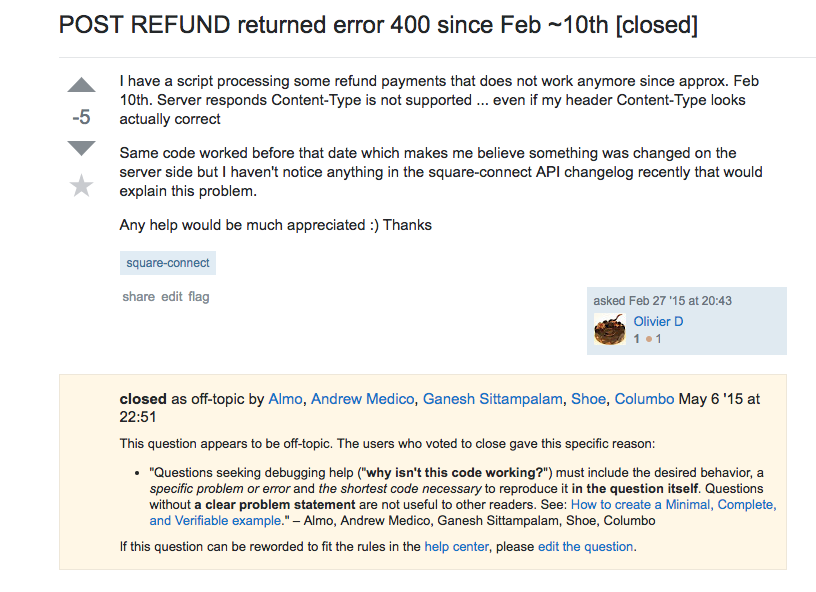 POST REFUND returned error 400 since Feb ~10th [closed]
I have a script processing some refund payments that does not work anymore since approx. Feb
10th. Server responds Content-Type is not supported ... even if my header Content-Type looks
actually correct
-5
Same code worked before that date which makes me believe something was changed on the
server side but I haven't notice anything in the square-connect API changelog recently that would
explain this problem.
Any help would be much appreciated :) Thanks
square-connect
share edit flag
asked Feb 27 '15 at 20:43
Olivier D
1 ● 1
closed as off-topic by Almo, Andrew Medico, Ganesh Sittampalam, Shoe, Columbo May 6 '15 at
22:51
This question appears to be off-topic. The users who voted to close gave this specific reason:
• "Questions seeking debugging help ("why isn't this code working?") must include the desired behavior, a
specific problem or error and the shortest code necessary to reproduce it in the question itself. Questions
without a clear problem statement are not useful to other readers. See: How to create a Minimal, Complete,
and Verifiable example." – Almo, Andrew Medico, Ganesh Sittampalam, Shoe, Columbo
If this question can be reworded to fit the rules in the help center, please edit the question.